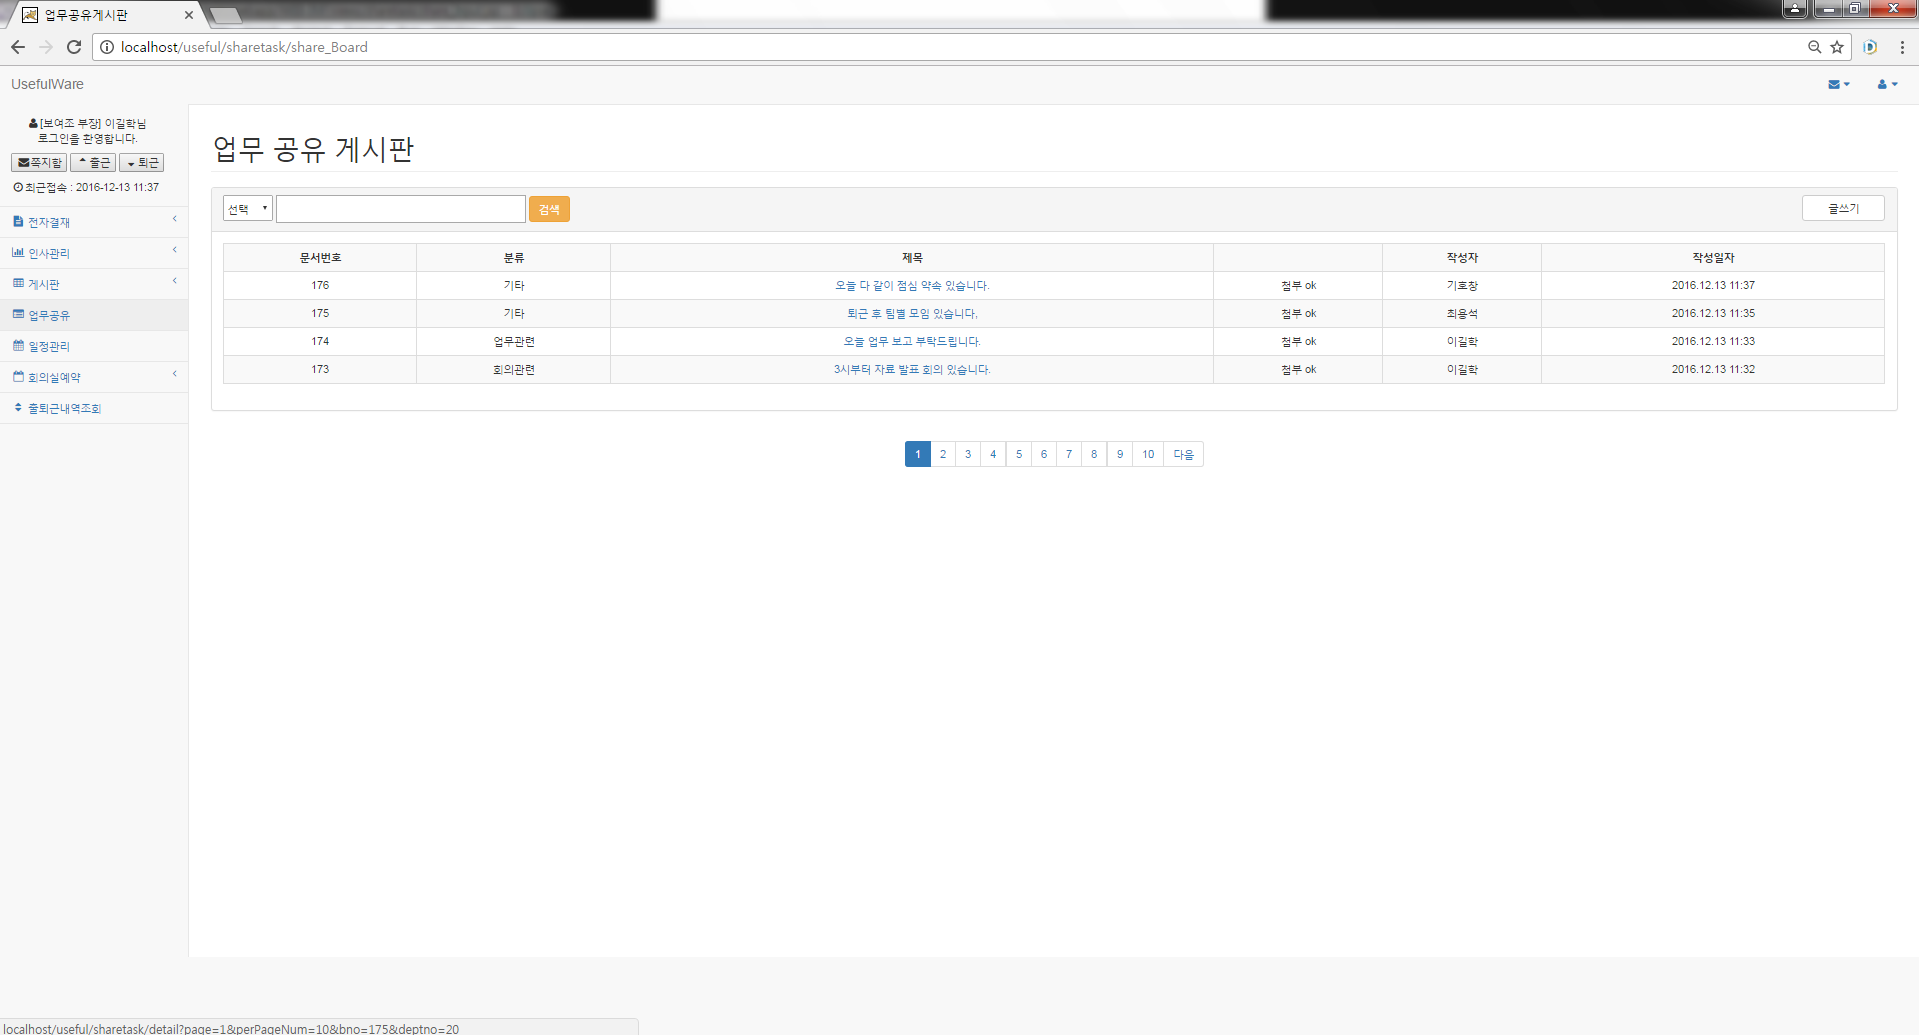 업무공유게시판
localhost/useful/sharetask/share_Board
UsefulWare
[보여조 부장] 이길학님
로그인을 환영합니다.
쪽지함 출근 퇴근
최근접속 : 2016-12-13 11:37
전자결재
인사관리
게시판
업무공유
일정관리
회의실예약
출퇴근내역조회
업무 공유 게시판
선택 검색 글쓰기
문서번호 분류 제목 작성자 작성일자
176 기타 오늘 다 같이 점심 약속 있습니다. 첨부 ok 기호창 2016.12.13 11:37
175 기타 퇴근 후 팀별 모임 있습니다, 첨부 ok 최용석 2016.12.13 11:35
174 업무관련 오늘 업무 보고 부탁드립니다. 첨부 ok 이길학 2016.12.13 11:33
173 회의관련 3시부터 자료 발표 회의 있습니다. 첨부 ok 이길학 2016.12.13 11:32
1 2 3 4 5 6 7 8 9 10 다음
localhost/useful/sharetask/detail?page=1&perPageNum=10&bno=175&deptno=20